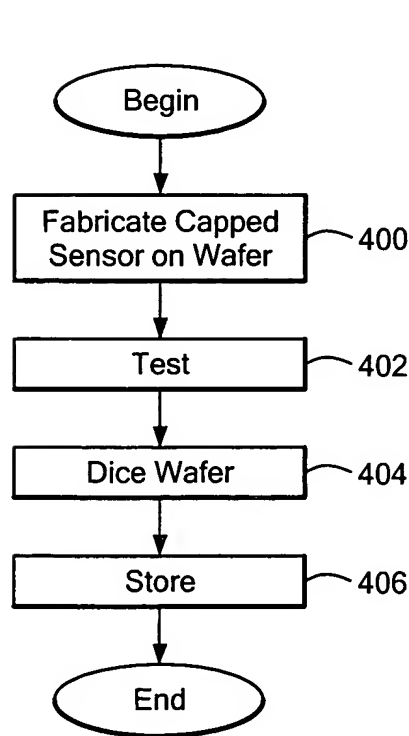 Begin
Fabricate Capped
Sensor on Wafer
400
Test
402
Dice Wafer
404
Store
406
End